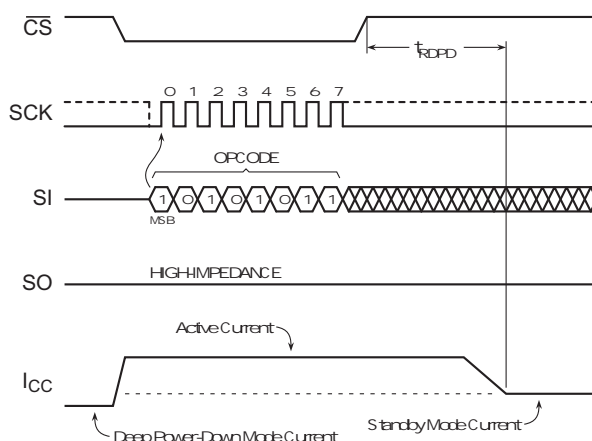 CS
tRDPD
SCK
0 1 2 3 4 5 6 7
OPCODE
SI
1 0 1 0 1 0 1 1
MSB
SO
HIGH-IMPEDANCE
Active Current
ICC
Standby Mode Current
Deep Power-Down Mode Current